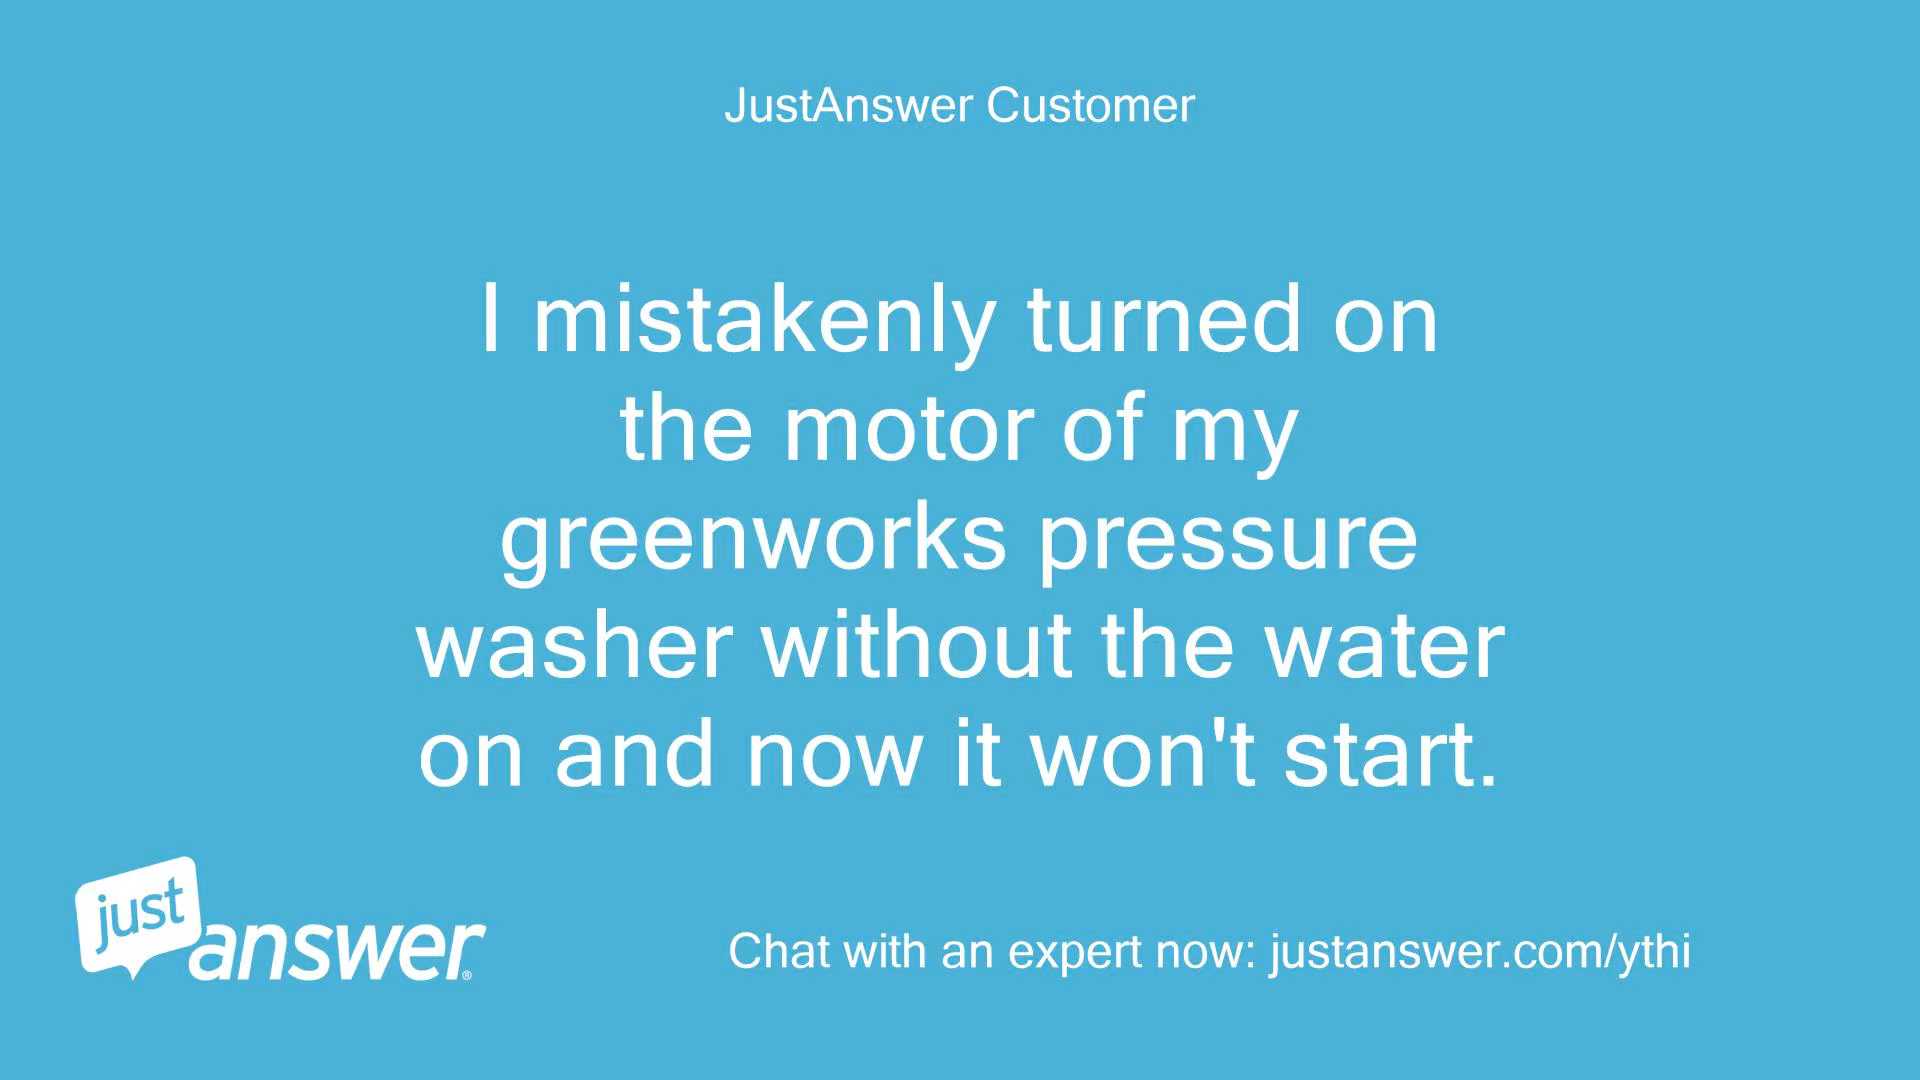 JustAnswer Customer
I mistakenly turned on
the motor of my
greenworks pressure
washer without the water
on and now it won't start.
just
answer®
Chat with an expert now: justanswer.com/ythi